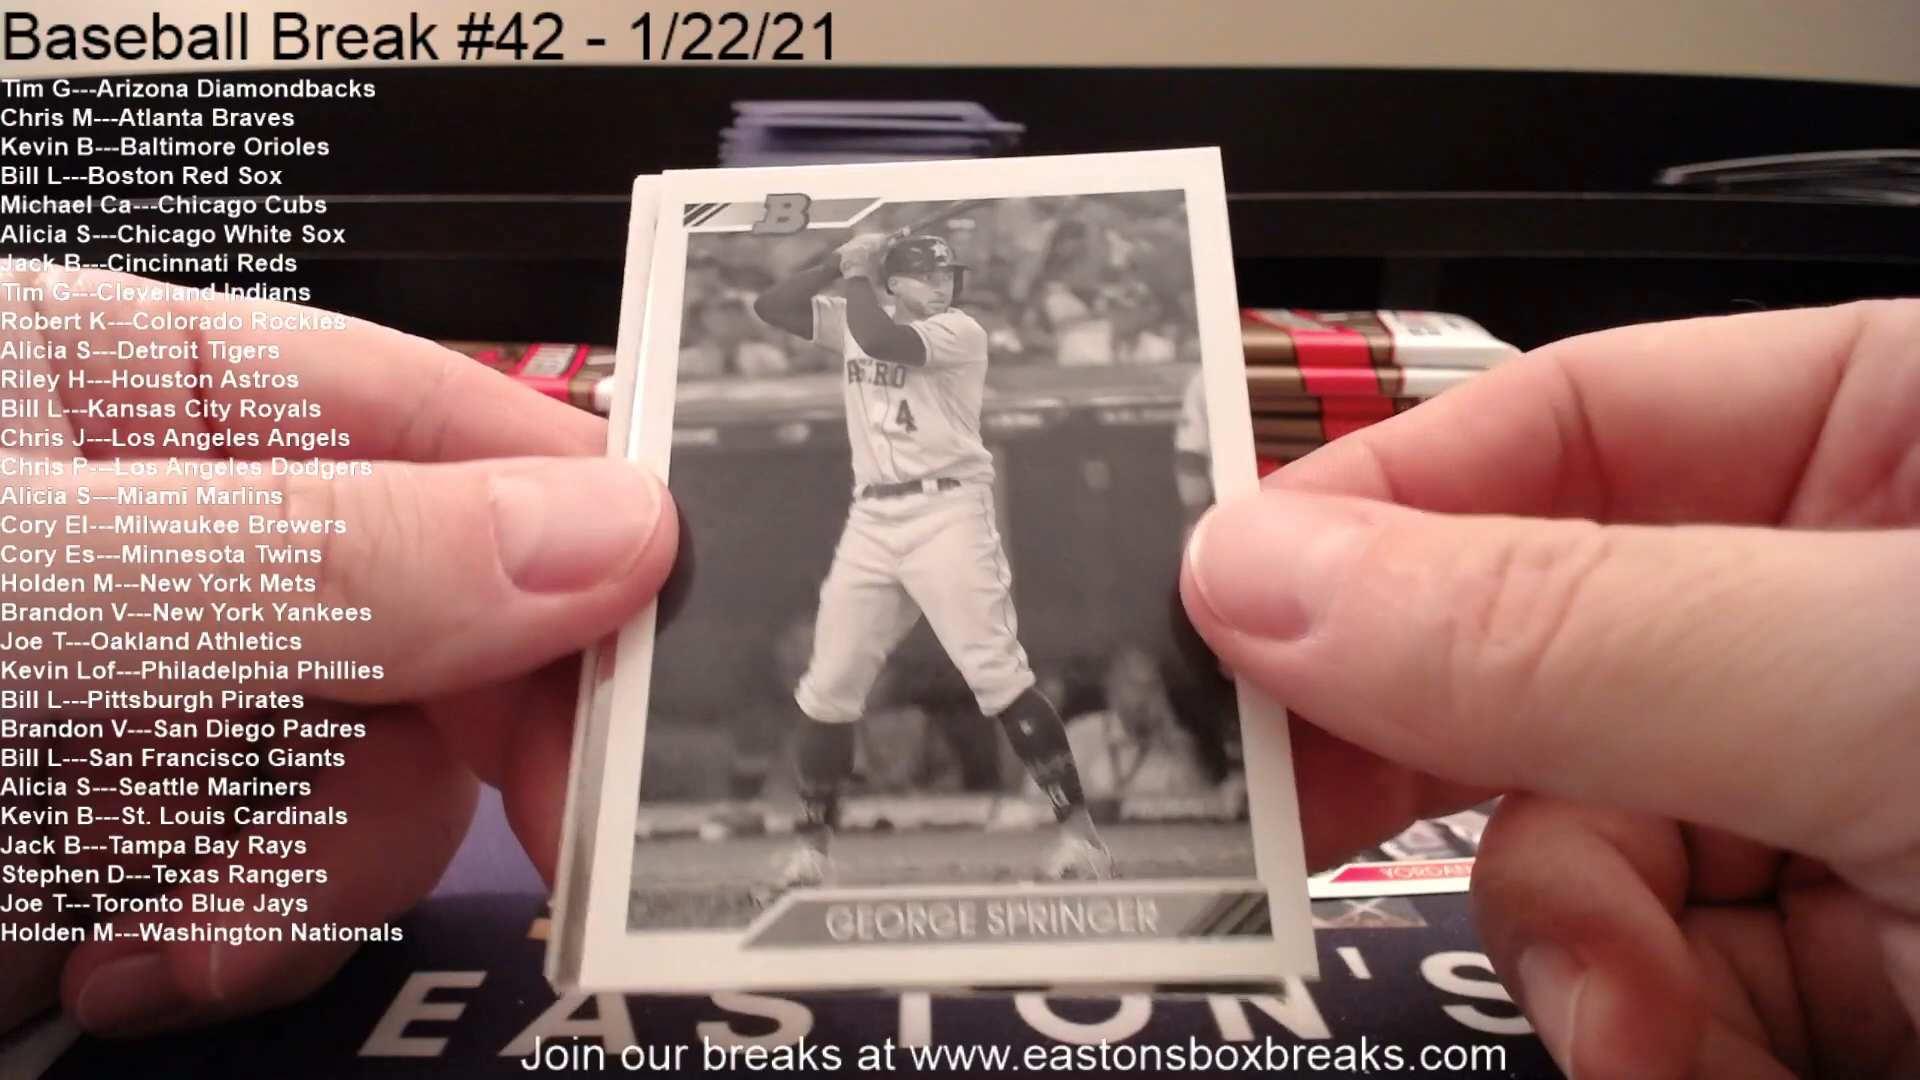 Baseball Break #42 - 1/22/21
Tim G---Arizona Diamondbacks
Chris M---Atlanta Braves
Kevin B---Baltimore Orioles
Bill L---Boston Red Sox
Michael Ca---Chicago Cubs
Alicia S---Chicago White Sox
Jack B---Cincinnati Reds
Tim G---Cleveland Indians
Robert K---Colorado Rockies
Alicia S---Detroit Tigers
Riley H---Houston Astros
Bill L---Kansas City Royals
Chris J---Los Angeles Angels
Chris P---Los Angeles Dodgers
Alicia S---Miami Marlins
Cory El---Milwaukee Brewers
Cory Es---Minnesota Twins
Holden M---New York Mets
Brandon V---New York Yankees
Joe T---Oakland Athletics
Kevin Lof---Philadelphia Phillies
Bill L---Pittsburgh Pirates
Brandon V---San Diego Padres
Bill L---San Francisco Giants
Alicia S---Seattle Mariners
Kevin B---St. Louis Cardinals
Jack B---Tampa Bay Rays
Stephen D---Texas Rangers
Joe T---Toronto Blue Jays
Holden M---Washington Nationals
B
4
GEORGE SPRINGER
EASTON'S
Join our breaks at www.eastonsboxbreaks.com